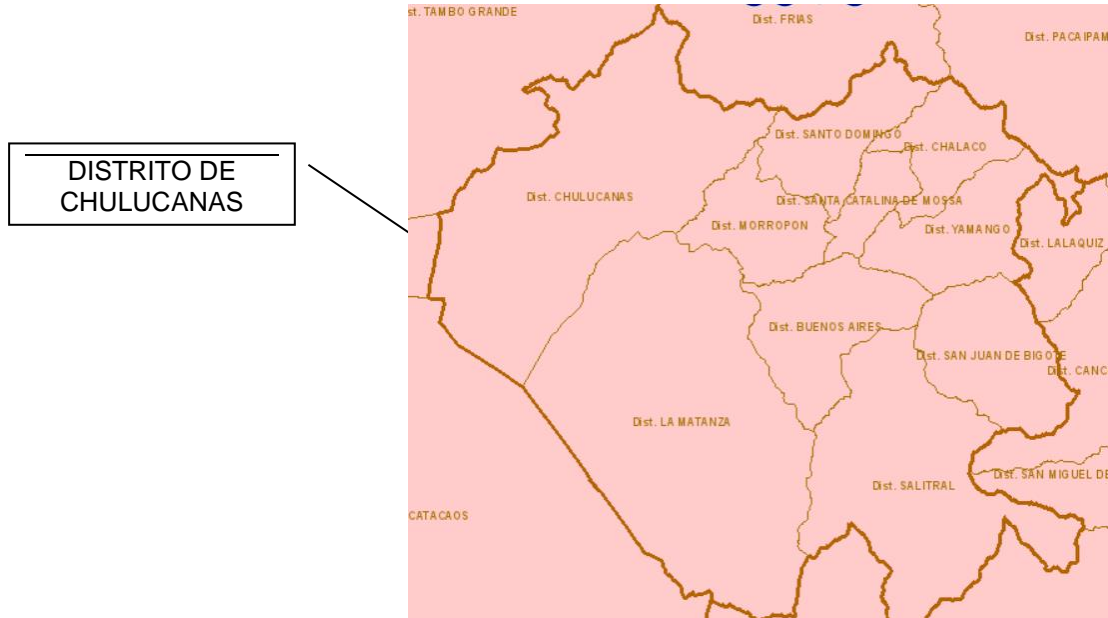 st. TAMBO GRANDE
Dist. FRIAS
Dist. PACAIPAM
Dist. SANTO DOMINGO
Dist. CHALACO
DISTRITO DE
CHULUCANAS
Dist. CHULUCANAS
Dist. SANTA CATALINA DE MOSSA
Dist. MORROPON
Dist. YAMANGO
Dist. LALAQUIZ
Dist. BUENOS AIRES
Dist. SAN JUAN DE BIGOTE
Dist. CANC
Dist. LA MATANZA
Dist. SAN MIGUEL DE
Dist. SALITRAL
CATACAOS